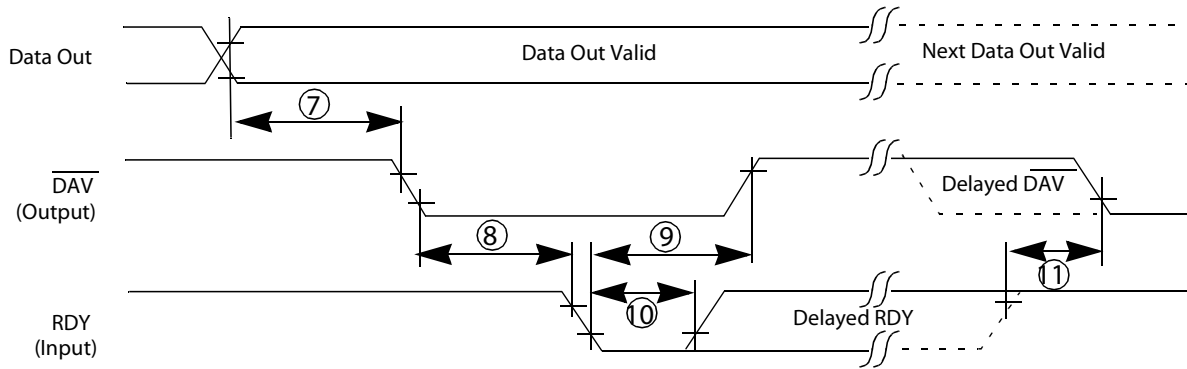 Data Out
Data Out Valid
Next Data Out Valid
⑦
DAV
(Output)
Delayed DAV
⑧
⑨
⑪
RDY
(Input)
⑩
Delayed RDY